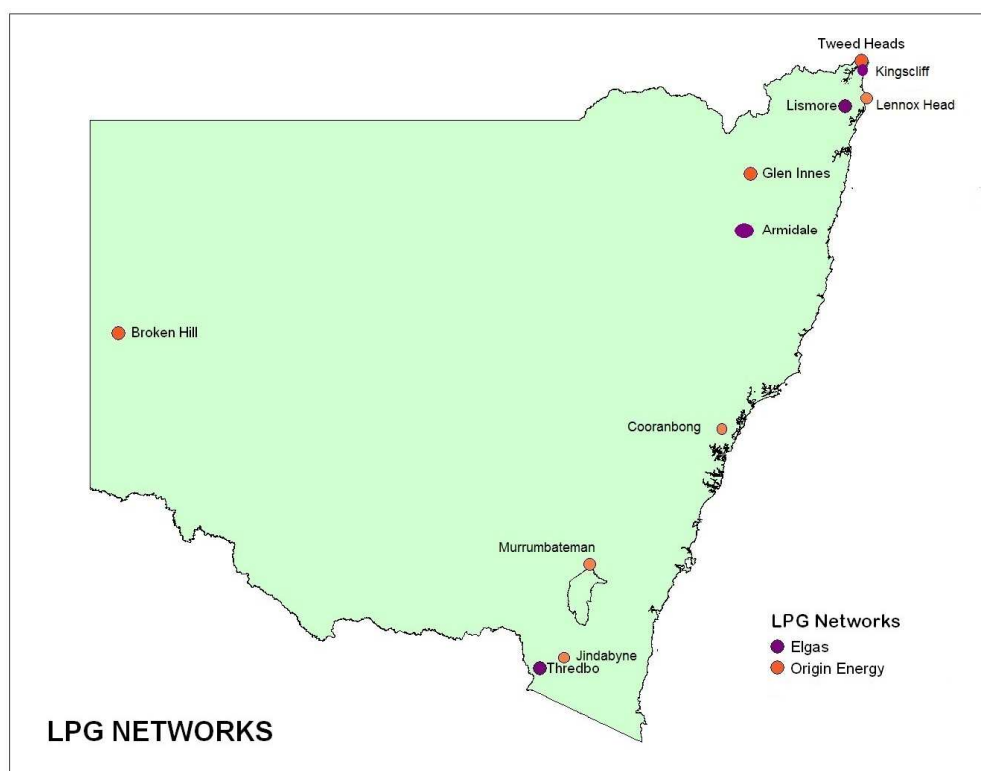 Tweed Heads
Kingscliff
Lismore
Lennox Head
Glen Innes
Armidale
Broken Hill
Cooranbong
Murrumbateman
Jindabyne
Thredbo
LPG Networks
Elgas
Origin Energy
LPG NETWORKS